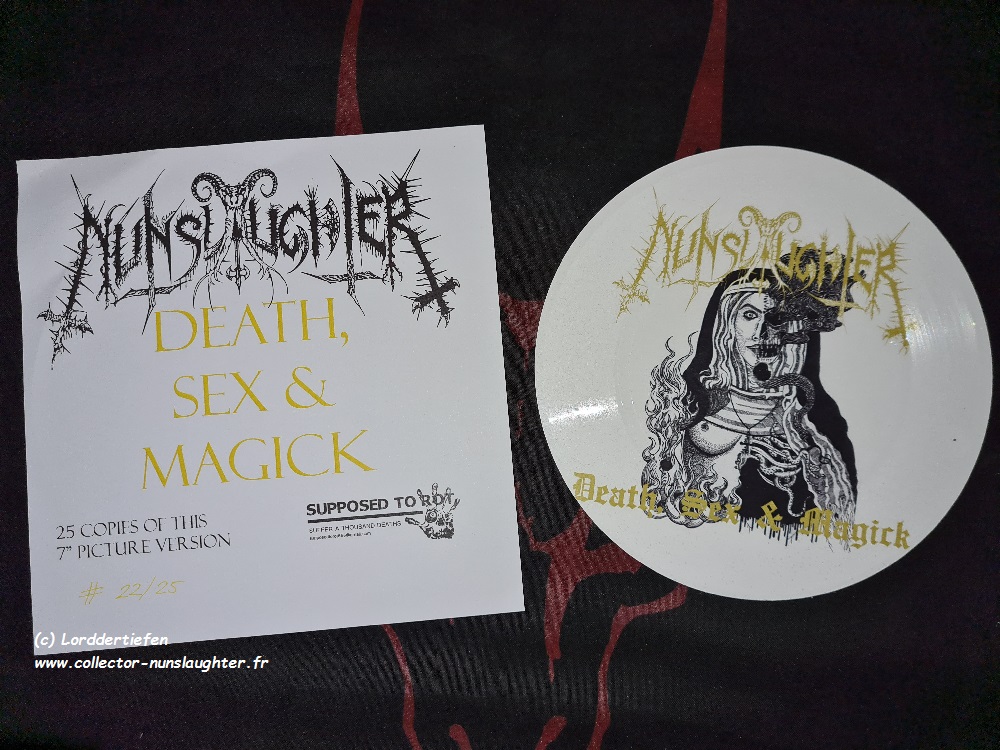 NUNSLAUGHTER
DEATH,
SEX &
MAGICK
25 COPIES OF THIS
7" PICTURE VERSION
# 22/25
SUPPOSED TO ROT
SUFFER A THOUSAND DEATHS
NUNSLAUGHTER
Death, Sex & Magick
(c) Lorddertiefen
www.collector-nunslaughter.fr